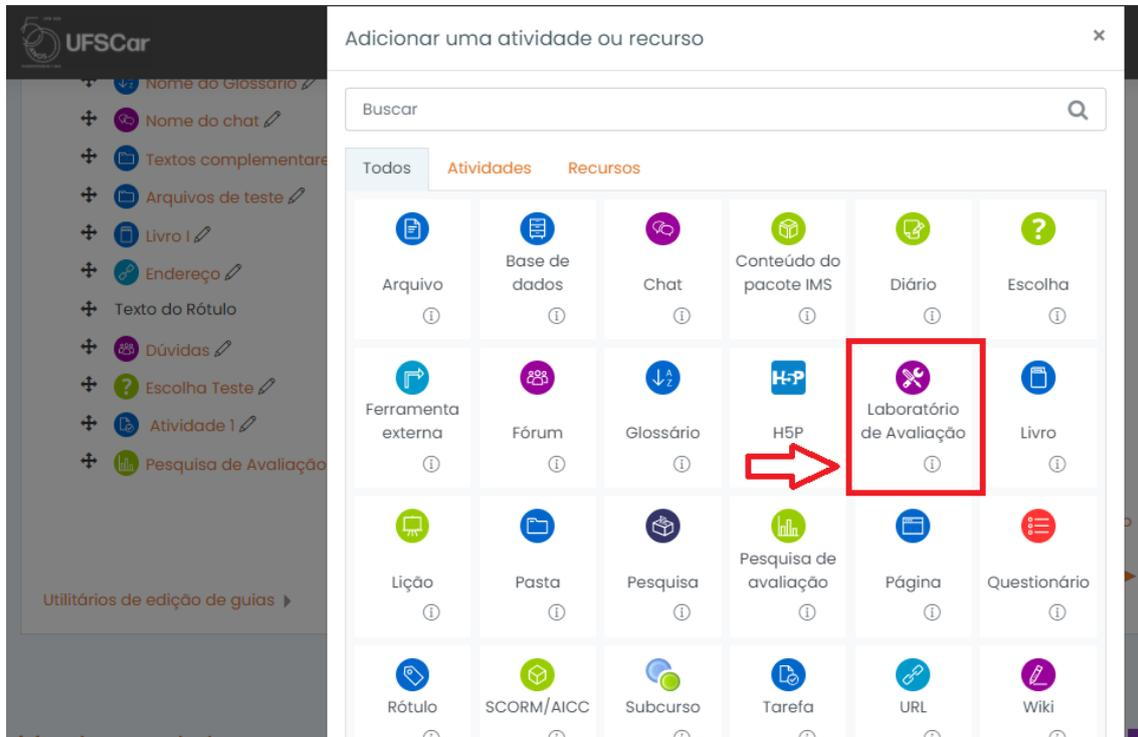 UFSCar
Nome do Glossário
Nome do chat
Textos complementare
Arquivos de teste
Livro I
Endereço
Texto do Rótulo
Dúvidas
Escolha Teste
Atividade 1
Pesquisa de Avaliação
Utilitários de edição de guias
Adicionar uma atividade ou recurso
×
Buscar
Todos Atividades Recursos
Arquivo
Base de
dados
Chat
Conteúdo do
pacote IMS
Diário
Escolha
Ferramenta
externa
Fórum
Glossário
H5P
H5P
Laboratório
de Avaliação
Livro
Lição
Pasta
Pesquisa
Pesquisa de
avaliação
Página
Questionário
Rótulo
SCORM/AICC
Subcurso
Tarefa
URL
Wiki